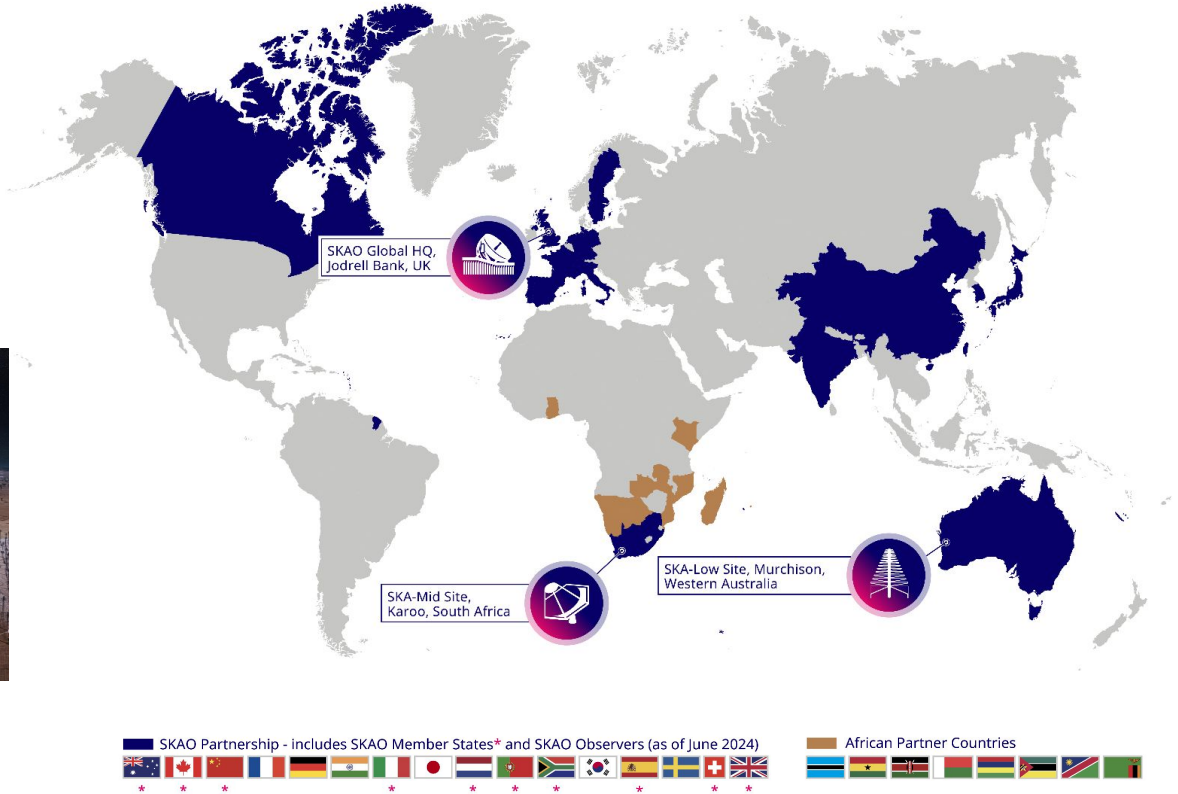 SKAO Global HQ,
Jodrell Bank, UK
SKA-Mid Site,
Karoo, South Africa
SKA-Low Site, Murchison,
Western Australia
SKAO Partnership - includes SKAO Member States* and SKAO Observers (as of June 2024)
* * * * * * * * * *
African Partner Countries